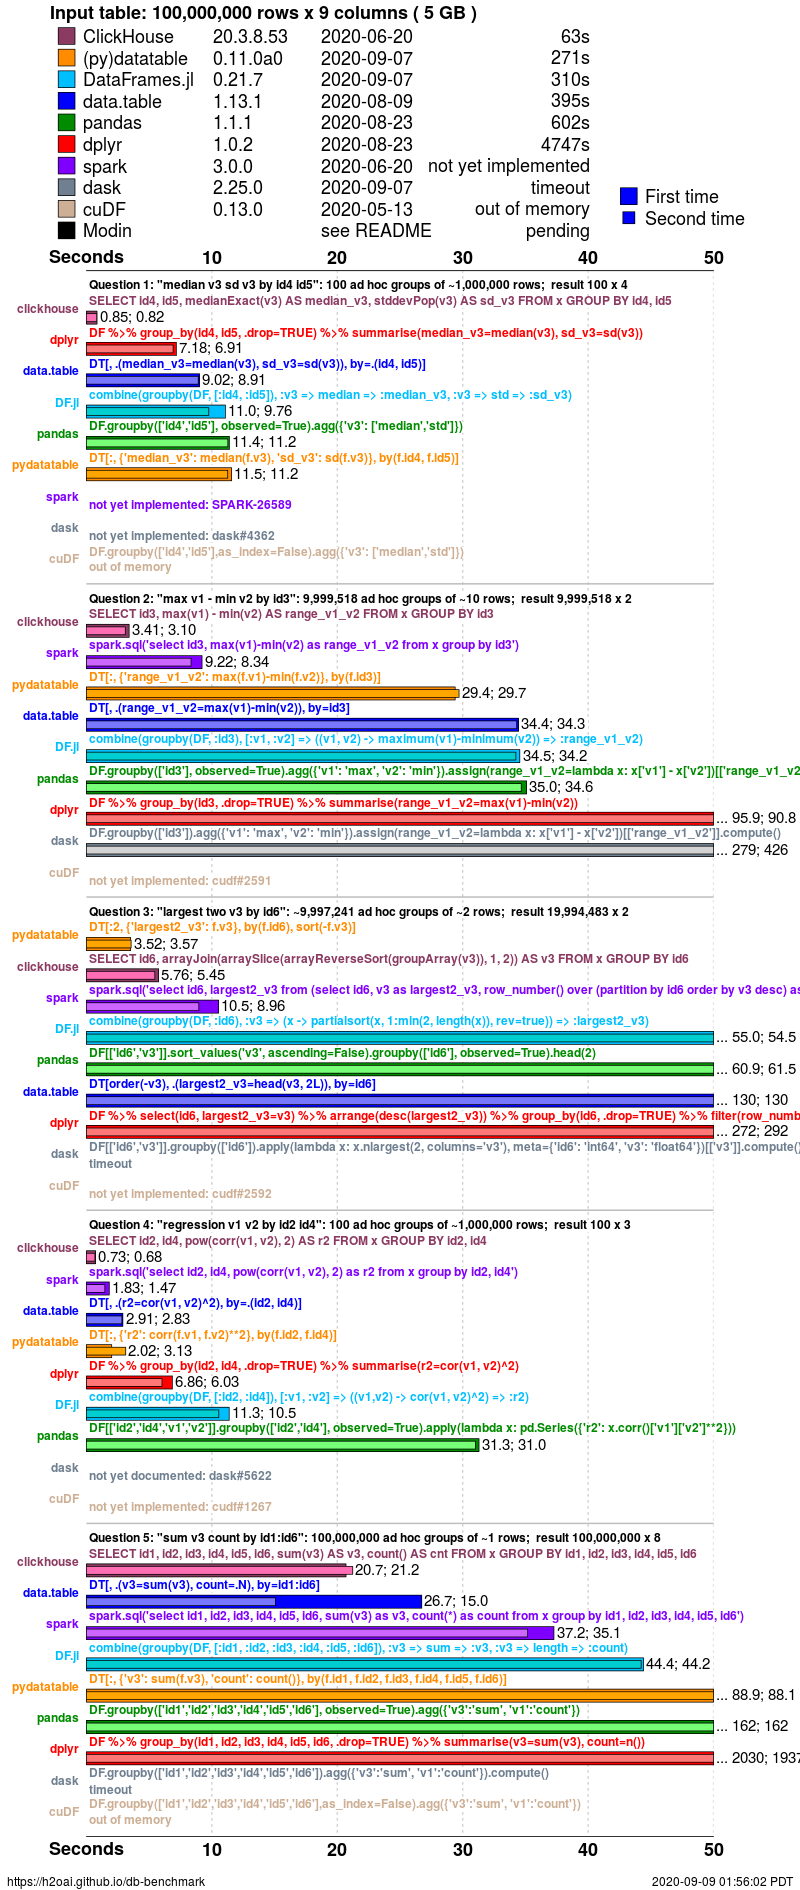 Input table: 100,000,000 rows x 9 columns ( 5 GB )
ClickHouse 20.3.8.53 2020-06-20 63s
(py)datatable 0.11.0a0 2020-09-07 271s
DataFrames.jl 0.21.7 2020-09-07 310s
data.table 1.13.1 2020-08-09 395s
pandas 1.1.1 2020-08-23 602s
dplyr 1.0.2 2020-08-23 4747s
spark 3.0.0 2020-06-20 not yet implemented
dask 2.25.0 2020-09-07 timeout
First time
cuDF 0.13.0 2020-05-13 out of memory
Second time
Modin see README pending
Seconds 10 20 30 40 50
Question 1: "median v3 sd v3 by id4 id5": 100 ad hoc groups of ~1,000,000 rows;  result 100 x 4
SELECT id4, id5, medianExact(v3) AS median_v3, stddevPop(v3) AS sd_v3 FROM x GROUP BY id4, id5
clickhouse 0.85; 0.82
DF %>% group_by(id4, id5, .drop=TRUE) %>% summarise(median_v3=median(v3), sd_v3=sd(v3))
dplyr 7.18; 6.91
DT[, .(median_v3=median(v3), sd_v3=sd(v3)), by=.(id4, id5)]
data.table 9.02; 8.91
combine(groupby(DF, [:id4, :id5]), :v3 => median => :median_v3, :v3 => std => :sd_v3)
DF.jl 11.0; 9.76
DF.groupby(['id4','id5'], observed=True).agg({'v3': ['median','std']})
pandas 11.4; 11.2
DT[:, {'median_v3': median(f.v3), 'sd_v3': sd(f.v3)}, by(f.id4, f.id5)]
pydatatable 11.5; 11.2
spark not yet implemented: SPARK-26589
dask not yet implemented: dask#4362
DF.groupby(['id4','id5'],as_index=False).agg({'v3': ['median','std']})
cuDF out of memory
Question 2: "max v1 - min v2 by id3": 9,999,518 ad hoc groups of ~10 rows;  result 9,999,518 x 2
SELECT id3, max(v1) - min(v2) AS range_v1_v2 FROM x GROUP BY id3
clickhouse 3.41; 3.10
spark.sql('select id3, max(v1)-min(v2) as range_v1_v2 from x group by id3')
spark 9.22; 8.34
DT[:, {'range_v1_v2': max(f.v1)-min(f.v2)}, by(f.id3)]
pydatatable 29.4; 29.7
DT[, .(range_v1_v2=max(v1)-min(v2)), by=id3]
data.table 34.4; 34.3
combine(groupby(DF, :id3), [:v1, :v2] => ((v1, v2) -> maximum(v1)-minimum(v2)) => :range_v1_v2)
DF.jl 34.5; 34.2
DF.groupby(['id3'], observed=True).agg({'v1': 'max', 'v2': 'min'}).assign(range_v1_v2=lambda x: x['v1'] - x['v2'])[['range_v1_v2
pandas 35.0; 34.6
DF %>% group_by(id3, .drop=TRUE) %>% summarise(range_v1_v2=max(v1)-min(v2))
dplyr ... 95.9; 90.8
DF.groupby(['id3']).agg({'v1': 'max', 'v2': 'min'}).assign(range_v1_v2=lambda x: x['v1'] - x['v2'])[['range_v1_v2']].compute()
dask ... 279; 426
cuDF not yet implemented: cudf#2591
Question 3: "largest two v3 by id6": ~9,997,241 ad hoc groups of ~2 rows;  result 19,994,483 x 2
DT[:2, {'largest2_v3': f.v3}, by(f.id6), sort(-f.v3)]
pydatatable 3.52; 3.57
SELECT id6, arrayJoin(arraySlice(arrayReverseSort(groupArray(v3)), 1, 2)) AS v3 FROM x GROUP BY id6
clickhouse 5.76; 5.45
spark.sql('select id6, largest2_v3 from (select id6, v3 as largest2_v3, row_number() over (partition by id6 order by v3 desc) as
spark 10.5; 8.96
combine(groupby(DF, :id6), :v3 => (x -> partialsort(x, 1:min(2, length(x)), rev=true)) => :largest2_v3)
DF.jl ... 55.0; 54.5
DF[['id6','v3']].sort_values('v3', ascending=False).groupby(['id6'], observed=True).head(2)
pandas ... 60.9; 61.5
DT[order(-v3), .(largest2_v3=head(v3, 2L)), by=id6]
data.table ... 130; 130
DF %>% select(id6, largest2_v3=v3) %>% arrange(desc(largest2_v3)) %>% group_by(id6, .drop=TRUE) %>% filter(row_numb
dplyr ... 272; 292
DF[['id6','v3']].groupby(['id6']).apply(lambda x: x.nlargest(2, columns='v3'), meta={'id6': 'int64', 'v3': 'float64'})[['v3']].compute()
dask timeout
cuDF not yet implemented: cudf#2592
Question 4: "regression v1 v2 by id2 id4": 100 ad hoc groups of ~1,000,000 rows;  result 100 x 3
SELECT id2, id4, pow(corr(v1, v2), 2) AS r2 FROM x GROUP BY id2, id4
clickhouse 0.73; 0.68
spark.sql('select id2, id4, pow(corr(v1, v2), 2) as r2 from x group by id2, id4')
spark 1.83; 1.47
DT[, .(r2=cor(v1, v2)^2), by=.(id2, id4)]
data.table 2.91; 2.83
DT[:, {'r2': corr(f.v1, f.v2)**2}, by(f.id2, f.id4)]
pydatatable 2.02; 3.13
DF %>% group_by(id2, id4, .drop=TRUE) %>% summarise(r2=cor(v1, v2)^2)
dplyr 6.86; 6.03
combine(groupby(DF, [:id2, :id4]), [:v1, :v2] => ((v1,v2) -> cor(v1, v2)^2) => :r2)
DF.jl 11.3; 10.5
DF[['id2','id4','v1','v2']].groupby(['id2','id4'], observed=True).apply(lambda x: pd.Series({'r2': x.corr()['v1']['v2']**2}))
pandas 31.3; 31.0
dask not yet documented: dask#5622
cuDF not yet implemented: cudf#1267
Question 5: "sum v3 count by id1:id6": 100,000,000 ad hoc groups of ~1 rows;  result 100,000,000 x 8
SELECT id1, id2, id3, id4, id5, id6, sum(v3) AS v3, count() AS cnt FROM x GROUP BY id1, id2, id3, id4, id5, id6
clickhouse 20.7; 21.2
DT[, .(v3=sum(v3), count=.N), by=id1:id6]
data.table 26.7; 15.0
spark.sql('select id1, id2, id3, id4, id5, id6, sum(v3) as v3, count(*) as count from x group by id1, id2, id3, id4, id5, id6')
spark 37.2; 35.1
combine(groupby(DF, [:id1, :id2, :id3, :id4, :id5, :id6]), :v3 => sum => :v3, :v3 => length => :count)
DF.jl 44.4; 44.2
DT[:, {'v3': sum(f.v3), 'count': count()}, by(f.id1, f.id2, f.id3, f.id4, f.id5, f.id6)]
pydatatable ... 88.9; 88.1
DF.groupby(['id1','id2','id3','id4','id5','id6'], observed=True).agg({'v3':'sum', 'v1':'count'})
pandas ... 162; 162
DF %>% group_by(id1, id2, id3, id4, id5, id6, .drop=TRUE) %>% summarise(v3=sum(v3), count=n())
dplyr ... 2030; 1937
DF.groupby(['id1','id2','id3','id4','id5','id6']).agg({'v3':'sum', 'v1':'count'}).compute()
dask timeout
DF.groupby(['id1','id2','id3','id4','id5','id6'],as_index=False).agg({'v3':'sum', 'v1':'count'})
cuDF out of memory
Seconds 10 20 30 40 50
https://h2oai.github.io/db-benchmark 2020-09-09 01:56:02 PDT